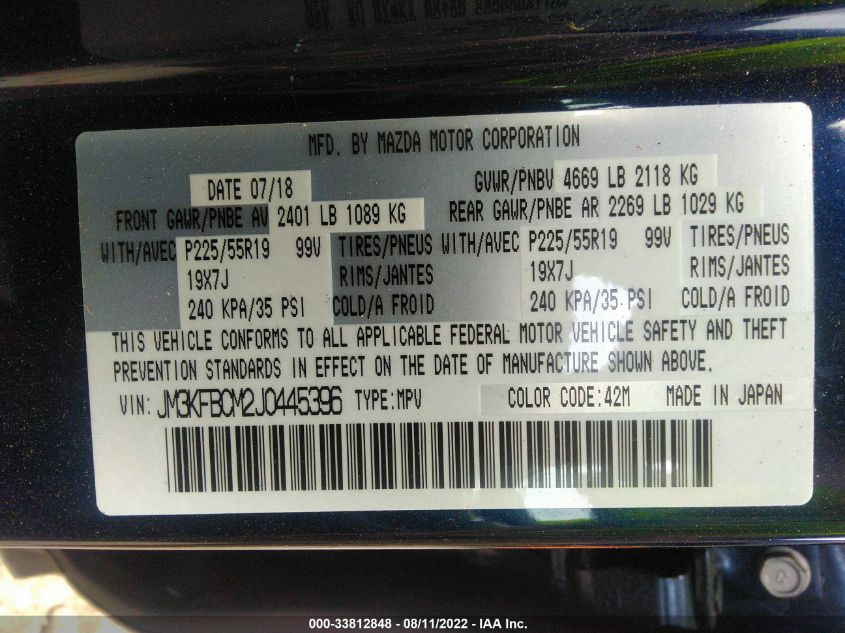 MFD. BY MAZDA MOTOR CORPORATION
DATE 07/18 GVWR/PNBV 4669 LB 2118 KG
FRONT GAWR/PNBE AV 2401 LB 1089 KG REAR GAWR/PNBE AR 2269 LB 1029 KG
WITH/AVEC P225/55R19 99V TIRES/PNEUS WITH/AVEC P225/55R19 99V TIRES/PNEUS
19X7J RIMS/JANTES 19X7J RIMS/JANTES
240 KPA/35 PSI COLD/A FROID 240 KPA/35 PSI COLD/A FROID
THIS VEHICLE CONFORMS TO ALL APPLICABLE FEDERAL MOTOR VEHICLE SAFETY AND THEFT
PREVENTION STANDARDS IN EFFECT ON THE DATE OF MANUFACTURE SHOWN ABOVE.
VIN: JM3KFBCM2J0445396 TYPE:MPV COLOR CODE:42M MADE IN JAPAN
000-33812848 - 08/11/2022 - IAA Inc.